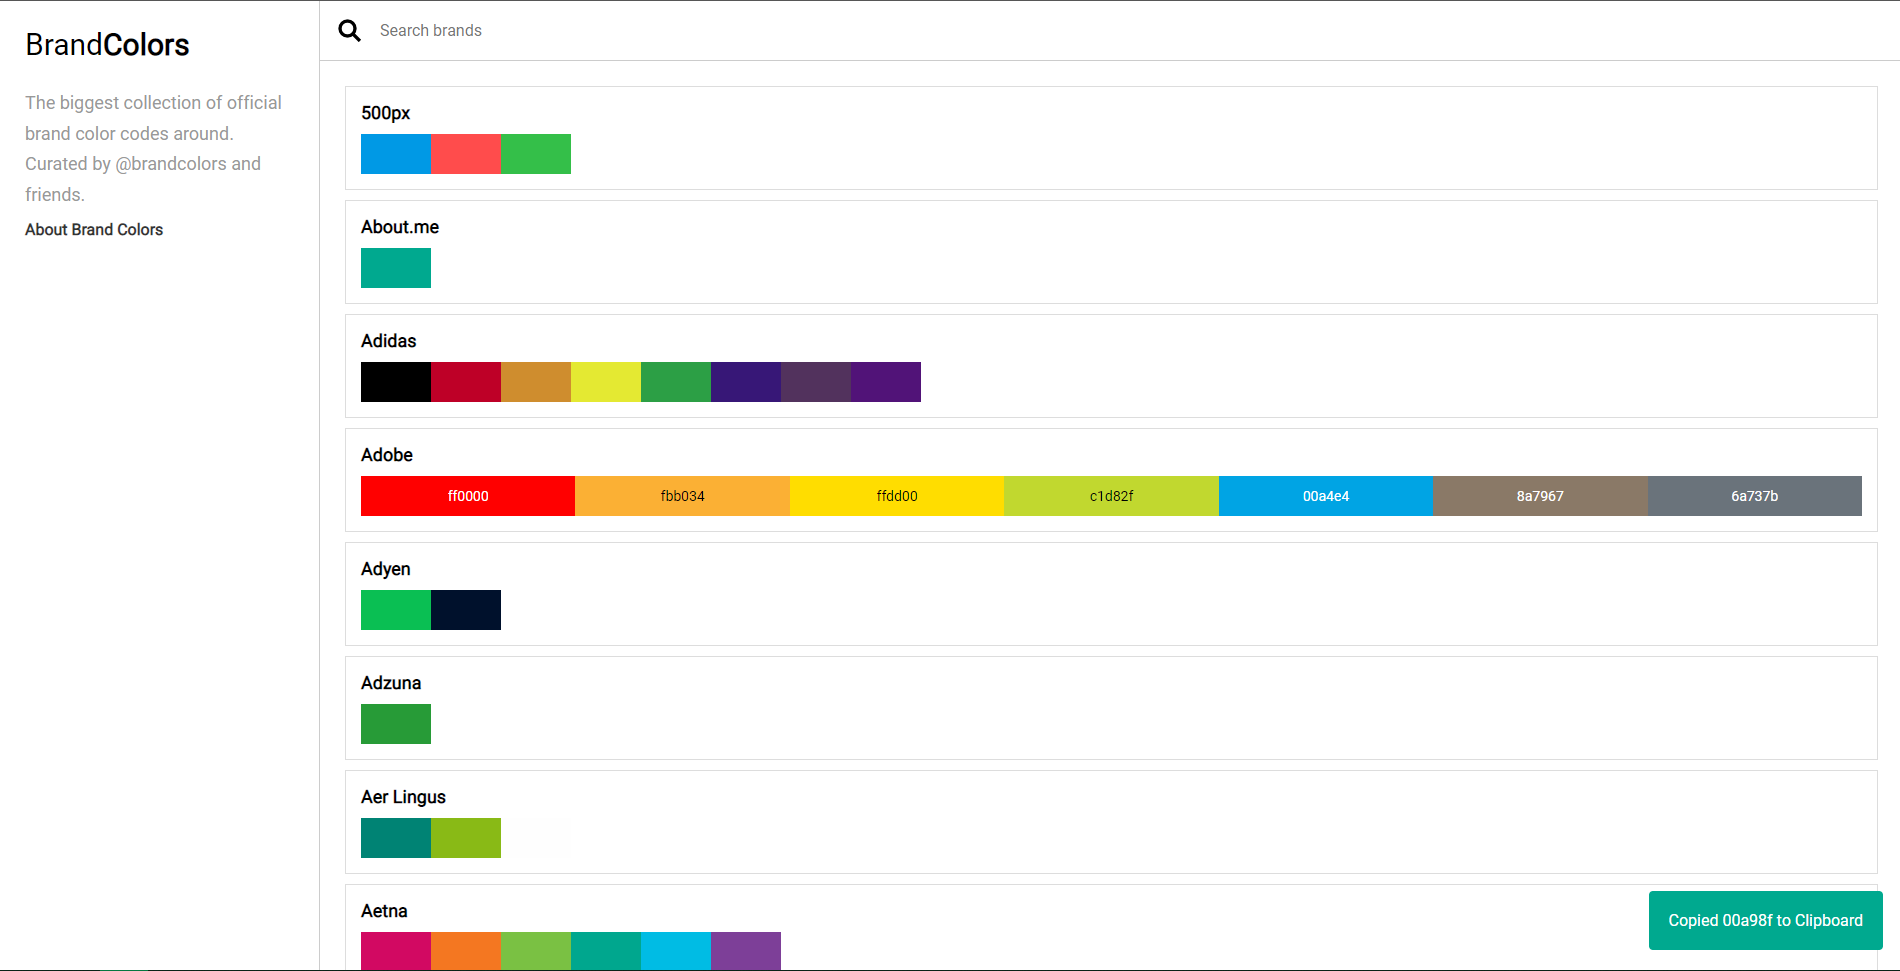 BrandColors
The biggest collection of official
brand color codes around.
Curated by @brandcolors and
friends.
About Brand Colors
Search brands
500px
About.me
Adidas
Adobe
ff0000 fbb034 ffdd00 c1d82f 00a4e4 8a7967 6a737b
Adyen
Adzuna
Aer Lingus
Aetna
Copied 00a98f to Clipboard